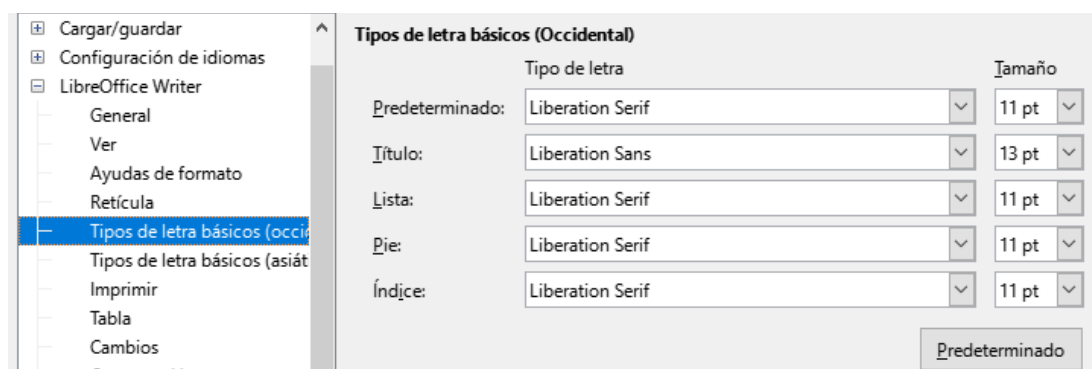 Cargar/guardar
Configuración de idiomas
LibreOffice Writer
General
Ver
Ayudas de formato
Retícula
Tipos de letra básicos (occid
Tipos de letra básicos (asiát
Imprimir
Tabla
Cambios
Tipos de letra básicos (Occidental)
Tipo de letra Tamaño
Predeterminado: Liberation Serif 11 pt
Título: Liberation Sans 13 pt
Lista: Liberation Serif 11 pt
Pie: Liberation Serif 11 pt
Índice: Liberation Serif 11 pt
Predeterminado